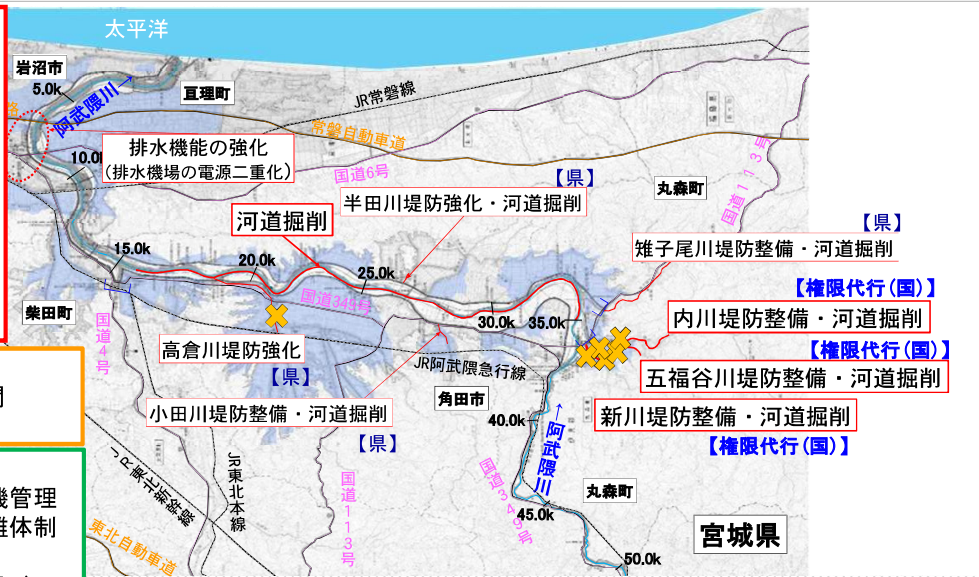 太平洋
岩沼市
5.0k
阿武隈川→
亘理町
JR常磐線
常磐自動車道
排水機能の強化
(排水機場の電源二重化)
10.0
国道6号
【県】
半田川堤防強化・河道掘削
丸森町
国道113号
河道掘削
【県】
雉子尾川堤防整備・河道掘削
15.0k
20.0k
25.0k
【権限代行(国)】
内川堤防整備・河道掘削
国道349号
30.0k
35.0k
柴田町
国道4号
【権限代行(国)】
五福谷川堤防整備・河道掘削
高倉川堤防強化
【県】
JR阿武隈急行線
角田市
小田川堤防整備・河道掘削
【県】
新川堤防整備・河道掘削
【権限代行(国)】
40.0k
→阿武隈川
JR東北新幹線
JR東北本線
国道113号
国道349号
丸森町
45.0k
宮城県
50.0k
東北自動車道
機管理
難体制